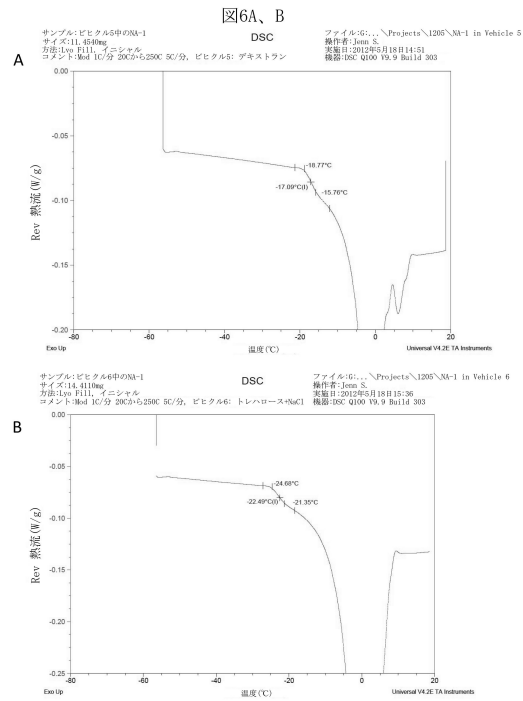 図6A、B
サンプル:ビヒクル5中のNA-1
サイズ:11.4540mg
方法:Lyo Fill, イニシャル
コメント:Mod 1C/分 20Cから250C 5C/分, ビヒクル5: デキストラン
DSC
ファイル:G:...\Projects\1205\NA-1 in Vehicle 5
操作者:Jenn S.
実施日:2012年5月18日14:51
機器:DSC Q100 V9.9 Build 303
A
0.00
-0.05
-0.10
-0.15
-0.20
Rev 熱流(W/g)
-18.77°C
-17.09°C(I)
-15.76°C
-80
-60
-40
-20
0
20
Exo Up
温度(℃)
Universal V4.2E TA Instruments
サンプル:ビヒクル6中のNA-1
サイズ:14.4110mg
方法:Lyo Fill, イニシャル
コメント:Mod 1C/分 20Cから250C 5C/分, ビヒクル6: トレハロース+NaCl
DSC
ファイル:G:...\Projects\1205\NA-1 in Vehicle 6
操作者:Jenn S.
実施日:2012年5月18日15:36
機器:DSC Q100 V9.9 Build 303
B
0.00
-0.05
-0.10
-0.15
-0.20
-0.25
Rev 熱流(W/g)
-24.68°C
-22.49°C(I)
-21.35°C
-80
-60
-40
-20
0
20
Exo Up
温度(℃)
Universal V4.2E TA Instruments